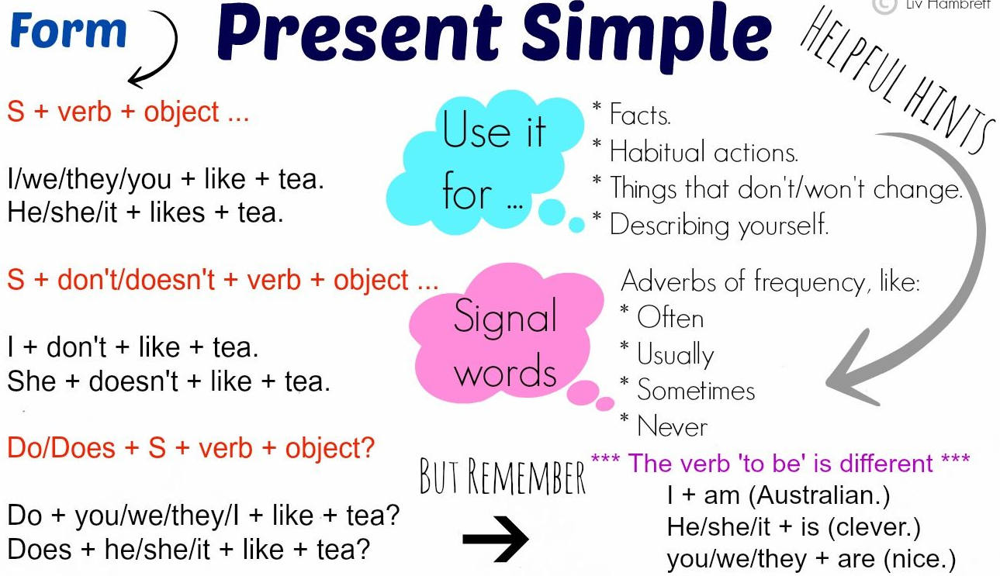 Form
Present Simple
HELPFUL HINTS
© Liv Hambrett
S + verb + object ...
I/we/they/you + like + tea.
He/she/it + likes + tea.
S + don't/doesn't + verb + object ...
I + don't + like + tea.
She + doesn't + like + tea.
Do/Does + S + verb + object?
Do + you/we/they/I + like + tea?
Does + he/she/it + like + tea?
Use it
for ...
* Facts.
* Habitual actions.
* Things that don't/won't change.
* Describing yourself.
Signal
words
Adverbs of frequency, like:
* Often
* Usually
* Sometimes
* Never
BUT REMEMBER
*** The verb 'to be' is different ***
I + am (Australian.)
He/she/it + is (clever.)
you/we/they + are (nice.)